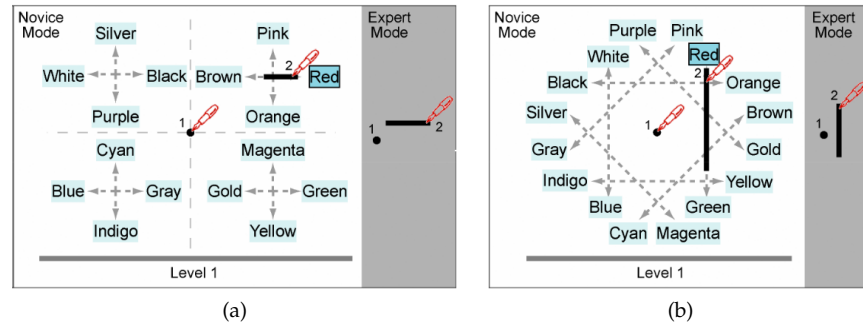 Novice
Mode
Expert
Mode
Silver
Pink
White
Black
Brown
2
Red
Purple
1
Orange
1
2
Cyan
Magenta
Blue
Gray
Gold
Green
Indigo
Yellow
Level 1
(a)
Novice
Mode
Expert
Mode
Purple
Pink
White
Red
2
Black
Orange
Silver
1
Brown
2
1
Gray
Gold
Indigo
Yellow
Blue
Green
Cyan
Magenta
Level 1
(b)